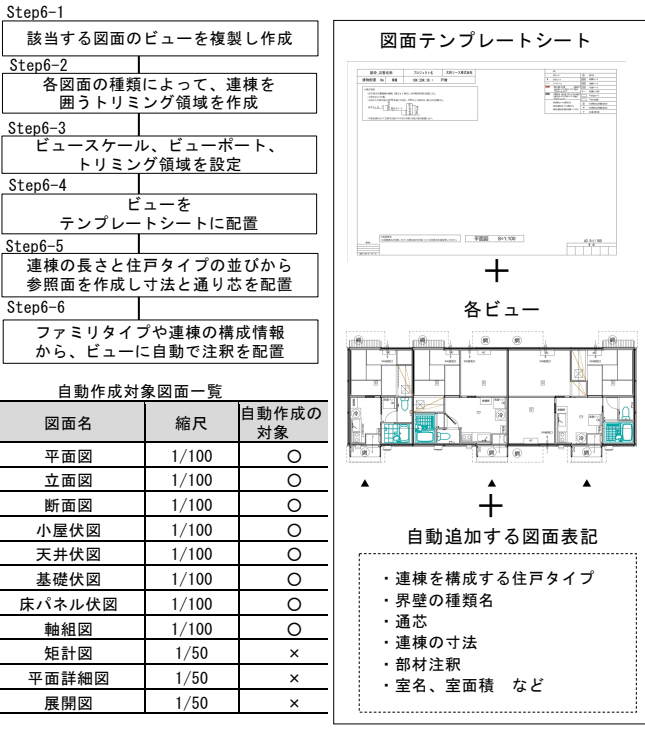 Step6-1
該当する図面のビューを複製し作成
Step6-2
各図面の種類によって、連棟を
囲うトリミング領域を作成
Step6-3
ビュースケール、ビューポート、
トリミング領域を設定
Step6-4
ビューを
テンプレートシートに配置
Step6-5
連棟の長さと住戸タイプの並びから
参照面を作成し寸法と通り芯を配置
Step6-6
ファミリタイプや連棟の構成情報
から、ビューに自動で注釈を配置
自動作成対象図面一覧
図面名 縮尺 自動作成の
対象
平面図 1/100 〇
立面図 1/100 〇
断面図 1/100 〇
小屋伏図 1/100 〇
天井伏図 1/100 〇
基礎伏図 1/100 〇
床パネル伏図 1/100 〇
軸組図 1/100 〇
矩計図 1/50 ×
平面詳細図 1/50 ×
展開図 1/50 ×
図面テンプレートシート
平面図 S=1:100
+
各ビュー
+
自動追加する図面表記
・連棟を構成する住戸タイプ
・界壁の種類名
・通芯
・連棟の寸法
・部材注釈
・室名、室面積 など